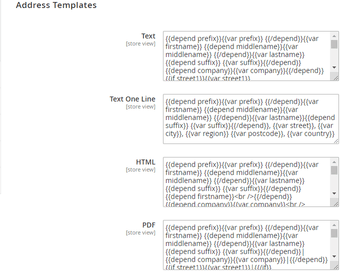 Address Templates
Text
[store view]
{{depend prefix}}{{var prefix}} {{/depend}}{{var
firstname}} {{depend middlename}}{{var
middlename}} {{/depend}}{{var lastname}}
{{depend suffix}} {{var suffix}}{{/depend}}
{{depend company}}{{var company}}{{/depend}}
{{if street1}}{{var street1}}
Text One Line
[store view]
{{depend prefix}}{{var prefix}} {{/depend}}{{var
firstname}} {{depend middlename}}{{var
middlename}} {{/depend}}{{var lastname}}{{depend
suffix}} {{var suffix}}{{/depend}}, {{var street}}, {{var
city}}, {{var region}} {{var postcode}}, {{var country}}
HTML
[store view]
{{depend prefix}}{{var prefix}} {{/depend}}{{var
firstname}} {{depend middlename}}{{var
middlename}} {{/depend}}{{var lastname}}
{{depend suffix}} {{var suffix}}{{/depend}}
{{depend firstname}}<br />{{/depend}}
{{depend company}}{{var company}}<br />
PDF
[store view]
{{depend prefix}}{{var prefix}} {{/depend}}{{var
firstname}} {{depend middlename}}{{var
middlename}} {{/depend}}{{var lastname}}
{{depend suffix}} {{var suffix}}{{/depend}}|
{{depend company}}{{var company}}|{{/depend}}
{{if street1}}{{var street1}}|{{/if}}